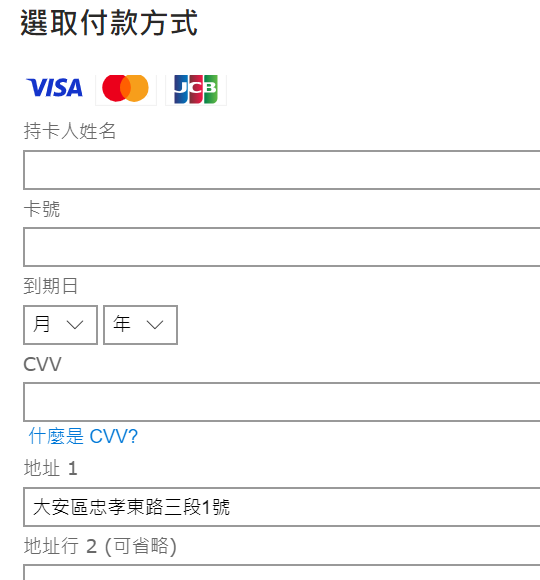 選取付款方式
VISA JCB
持卡人姓名
卡號
到期日
月 年
CVV
什麼是 CVV?
地址 1
大安區忠孝東路三段1號
地址行 2 (可省略)